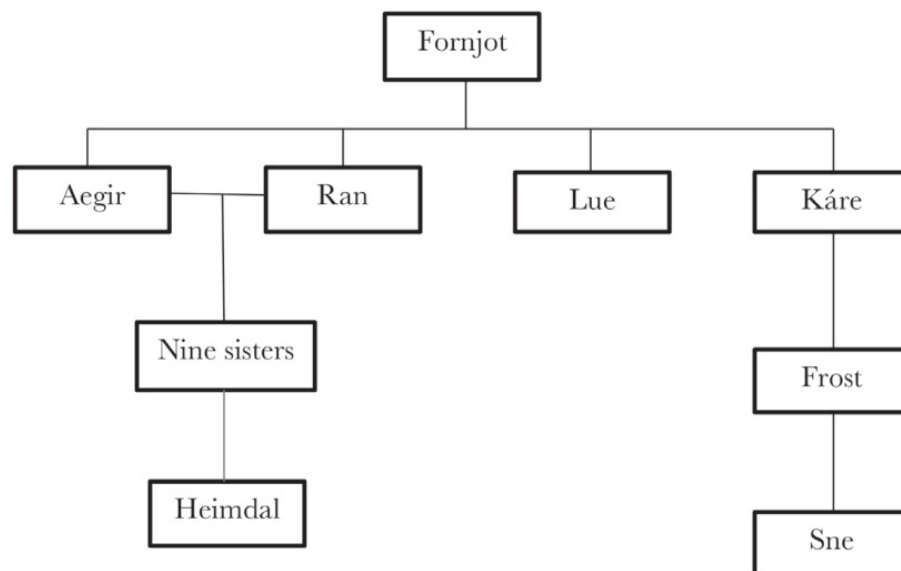 Fornjot
Aegir
Ran
Lue
Káre
Nine sisters
Frost
Heimdal
Sne